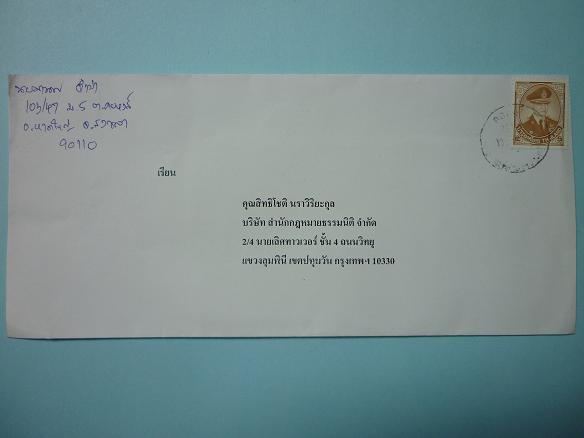 105/47 ม.5 ต.
อ.หาดใหญ่ จ.สงขลา
90110
เรียน
คุณสิทธิโชติ นราวิริยะกุล
บริษัท สำนักกฎหมายธรรมนิติ จำกัด
2/4 นายเลิศทาวเวอร์ ชั้น 4 ถนนวิทยุ
แขวงลุมพินี เขตปทุมวัน กรุงเทพฯ 10330